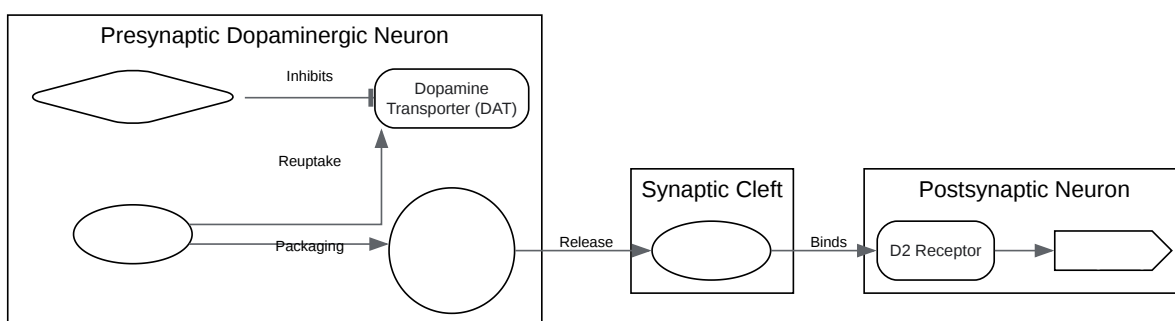 Presynaptic Dopaminergic Neuron
Inhibits
Dopamine
Transporter (DAT)
Reuptake
Packaging
Release
Synaptic Cleft
Binds
Postsynaptic Neuron
D2 Receptor